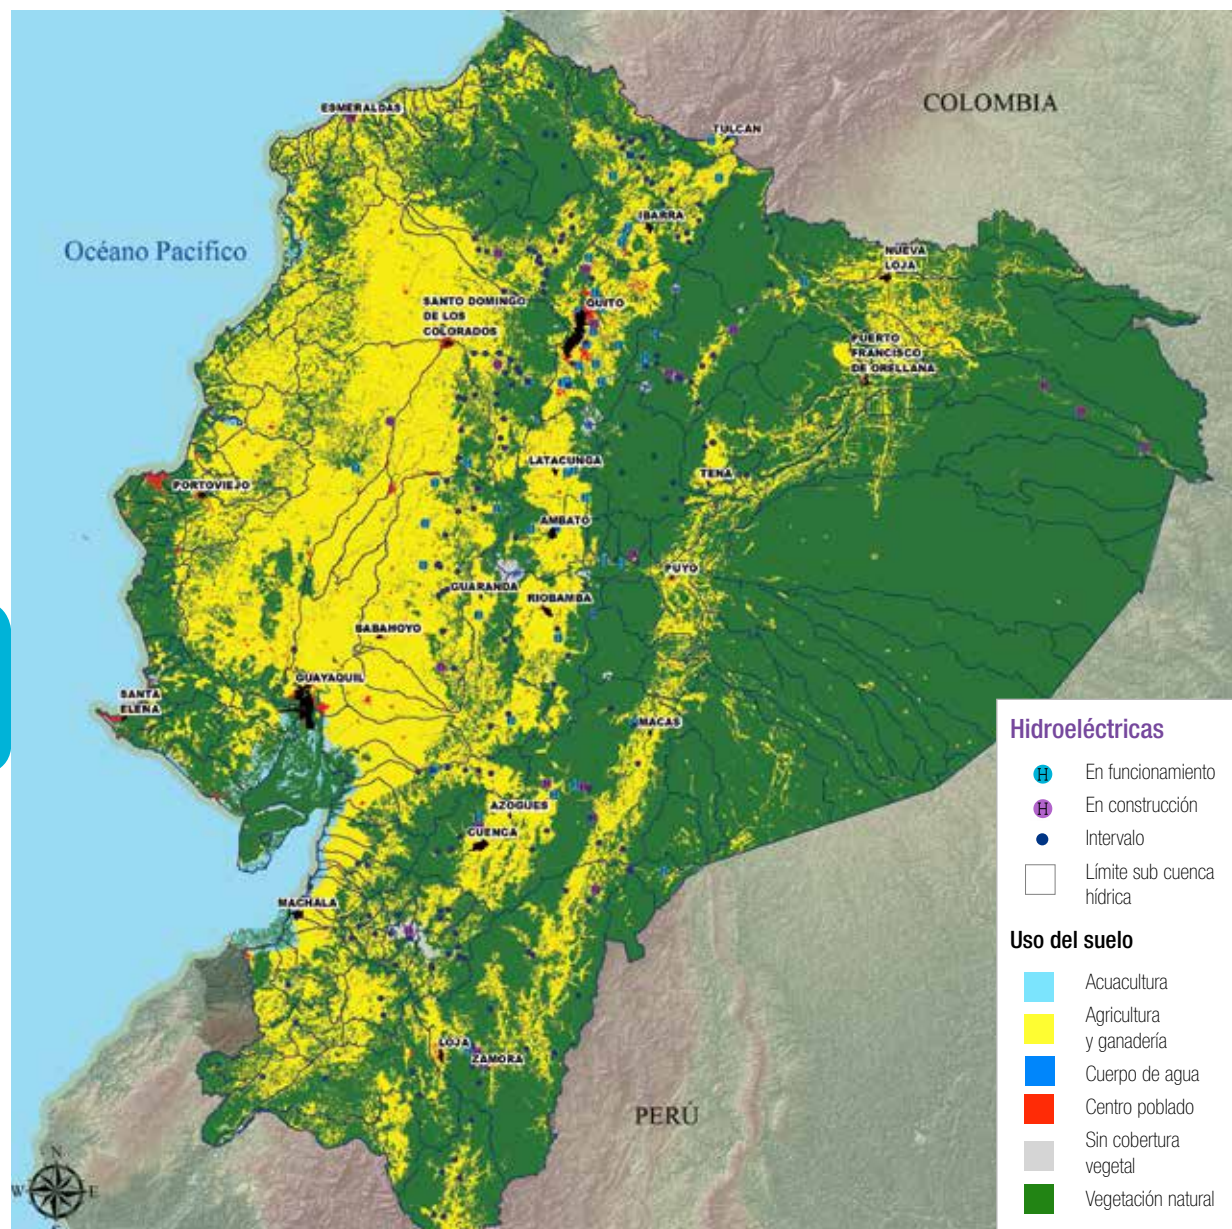 COLOMBIA
ESMERALDAS
TULCAN
IBARRA
Océano Pacífico
NUEVA
LOJA
SANTO DOMINGO
DE LOS
COLORADOS
QUITO
PUERTO
FRANCISCO
DE ORELLANA
LATACUNGA
TENA
PORTOVIEJO
AMBATO
PUYO
GUARANDA
RIOBAMBA
BABAHOYO
GUAYAQUIL
SANTA
ELENA
MACAS
AZOGUES
CUENCA
MACHALA
LOJA
ZAMORA
PERÚ
N
W
E
S
Hidroeléctricas
H
En funcionamiento
H
En construcción
Intervalo
Límite sub cuenca
hídrica
Uso del suelo
Acuacultura
Agricultura
y ganadería
Cuerpo de agua
Centro poblado
Sin cobertura
vegetal
Vegetación natural